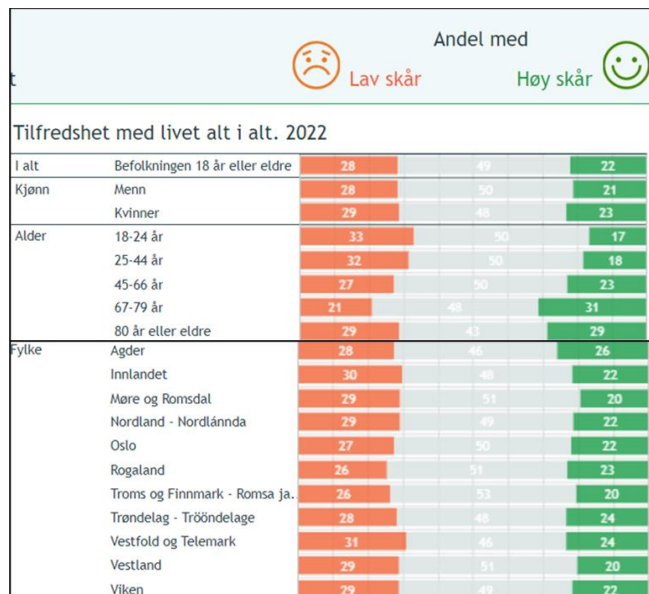 Andel med
t Lav skår Høy skår
Tilfredshet med livet alt i alt. 2022
I alt Befolkningen 18 år eller eldre 28 49 22
Kjønn Menn 28 50 21
Kvinner 29 48 23
Alder 18-24 år 33 50 17
25-44 år 32 50 18
45-66 år 27 50 23
67-79 år 21 48 31
80 år eller eldre 29 43 29
Fylke Agder 28 46 26
Innlandet 30 48 22
Møre og Romsdal 29 51 20
Nordland - Nordlánnda 29 49 22
Oslo 27 50 22
Rogaland 26 51 23
Troms og Finnmark - Romsa ja.. 26 53 20
Trøndelag - Trööndelage 28 48 24
Vestfold og Telemark 31 46 24
Vestland 29 51 20
Viken 29 49 22